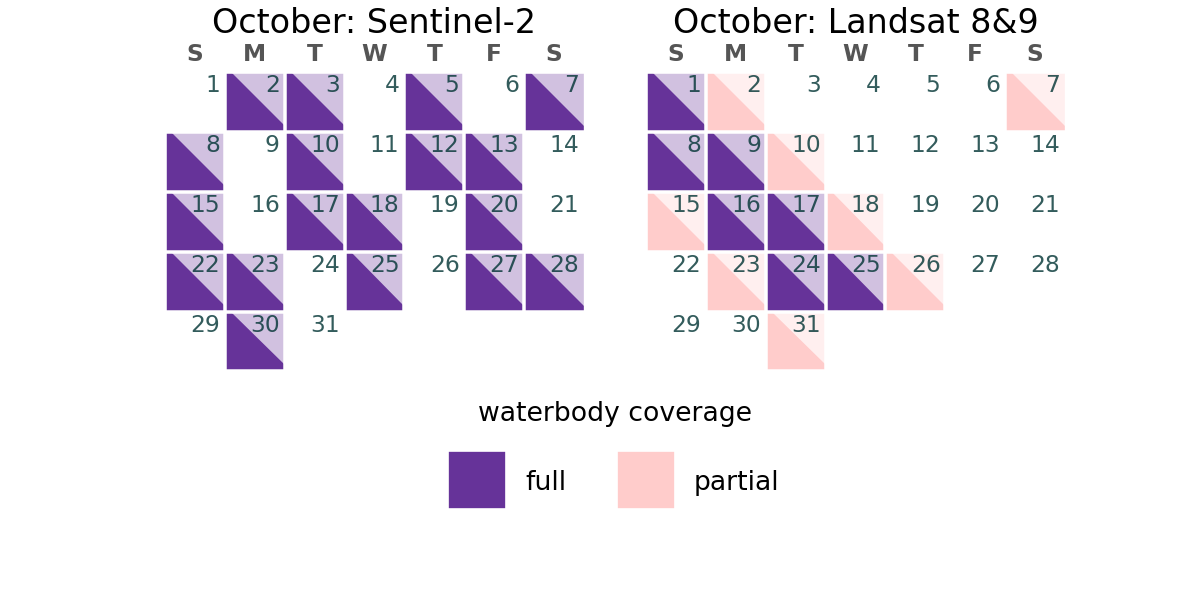 October: Sentinel-2
S M T W T F S
1 2 3 4 5 6 7
8 9 10 11 12 13 14
15 16 17 18 19 20 21
22 23 24 25 26 27 28
29 30 31
October: Landsat 8&9
S M T W T F S
1 2 3 4 5 6 7
8 9 10 11 12 13 14
15 16 17 18 19 20 21
22 23 24 25 26 27 28
29 30 31
waterbody coverage
full partial